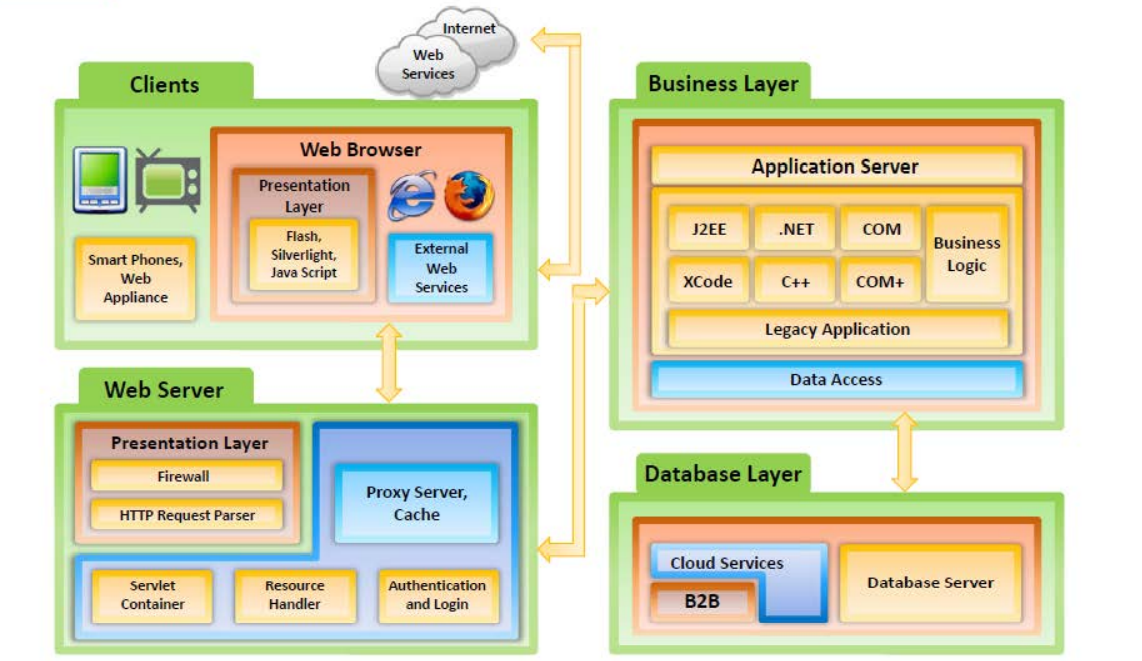 Internet
Web
Services
Clients
Web Browser
Presentation
Layer
Flash,
Silverlight,
Java Script
External
Web
Services
Smart Phones,
Web
Appliance
Web Server
Presentation Layer
Firewall
HTTP Request Parser
Proxy Server,
Cache
Servlet
Container
Resource
Handler
Authentication
and Login
Business Layer
Application Server
J2EE
.NET
COM
Business
Logic
XCode
C++
COM+
Legacy Application
Data Access
Database Layer
Cloud Services
B2B
Database Server